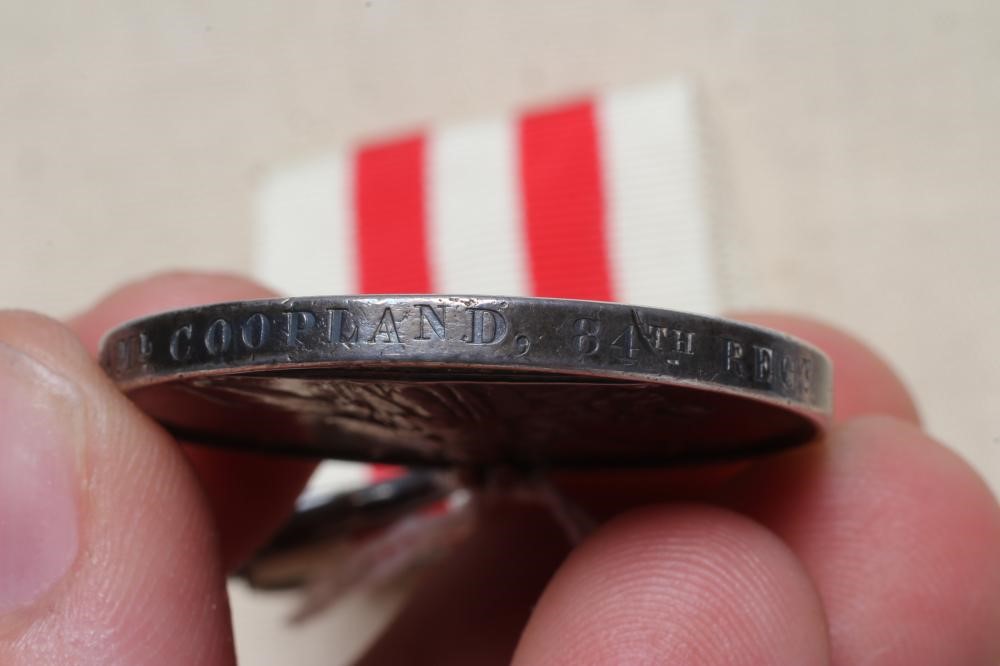 COOPLAND, 84TH REGT